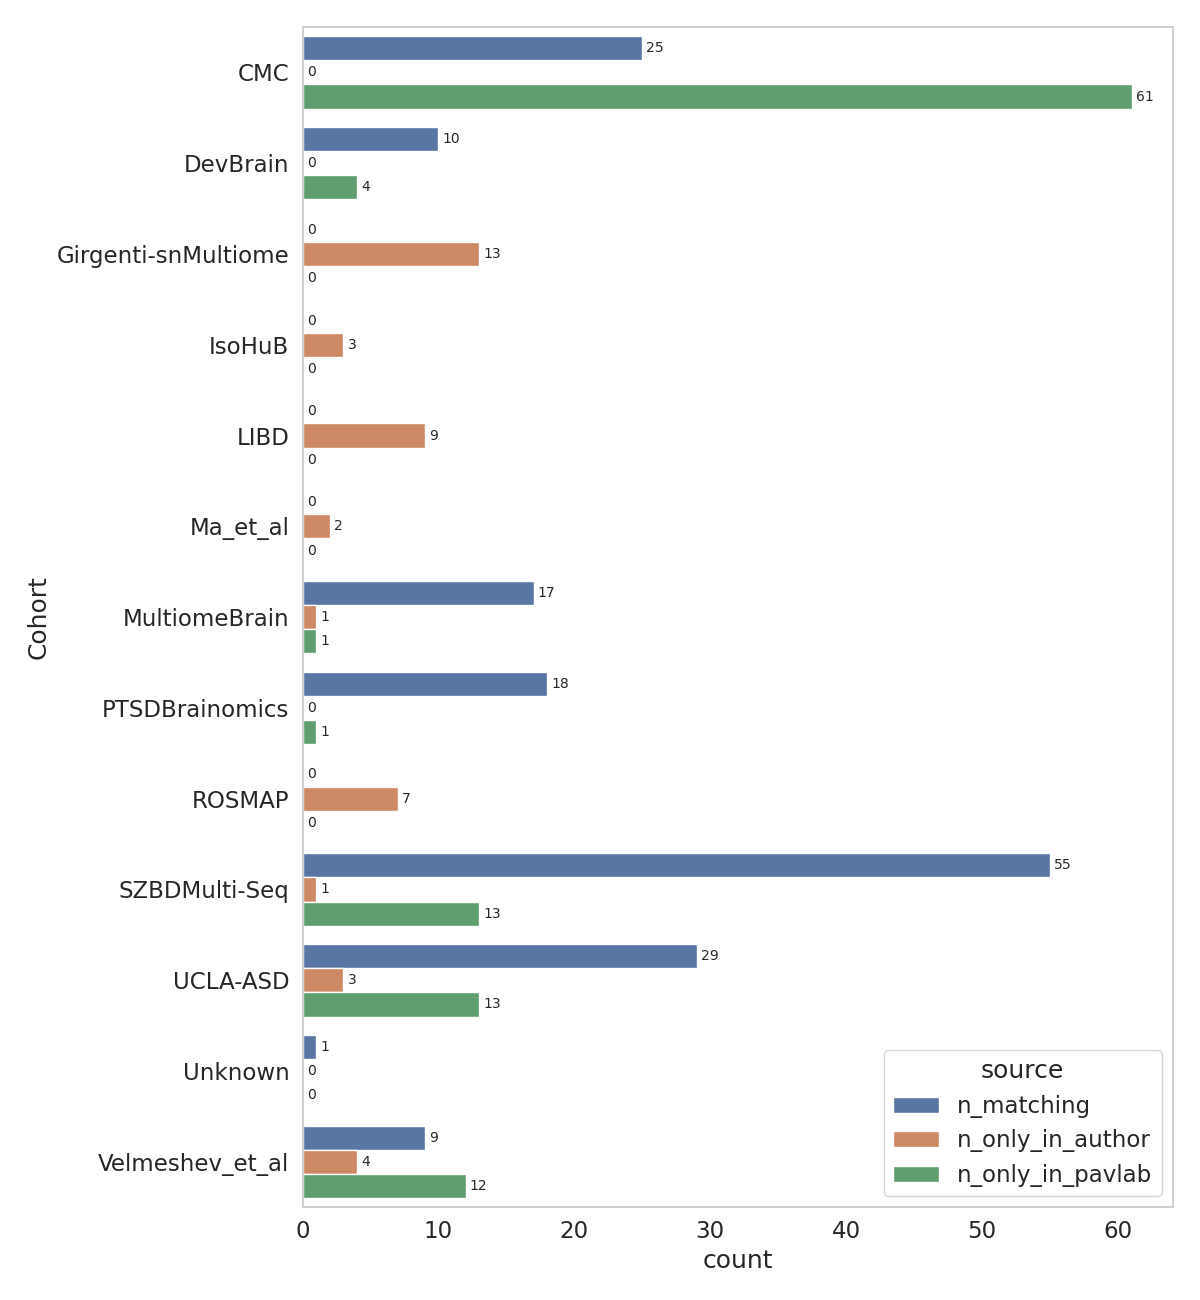 CMC
25
0
61
DevBrain
10
0
4
Girgenti-snMultiome
0
13
0
IsoHuB
0
3
0
LIBD
0
9
0
Ma_et_al
0
2
0
MultiomeBrain
17
1
1
PTSDBrainomics
18
0
1
ROSMAP
0
7
0
SZBDMulti-Seq
55
1
13
UCLA-ASD
29
3
13
Unknown
1
0
0
Velmeshev_et_al
9
4
12
Cohort
0 10 20 30 40 50 60
count
source
n_matching
n_only_in_author
n_only_in_pavlab